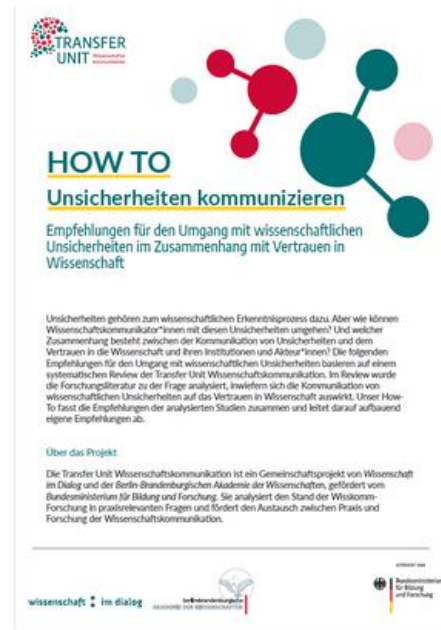 TRANSFER
UNIT Wissenschafts
kommunikation
HOW TO
Unsicherheiten kommunizieren
Empfehlungen für den Umgang mit wissenschaftlichen
Unsicherheiten im Zusammenhang mit Vertrauen in
Wissenschaft
Unsicherheiten gehören zum wissenschaftlichen Erkenntnisprozess dazu. Aber wie können
Wissenschaftskommunikator*innen mit diesen Unsicherheiten umgehen? Und welcher
Zusammenhang besteht zwischen der Kommunikation von Unsicherheiten und dem
Vertrauen in die Wissenschaft und ihren Institutionen und Akteur*innen? Die folgenden
Empfehlungen für den Umgang mit wissenschaftlichen Unsicherheiten basieren auf einem
systematischen Review der Transfer Unit Wissenschaftskommunikation. Im Review wurde
die Forschungsliteratur zu der Frage analysiert, inwiefern sich die Kommunikation von
wissenschaftlichen Unsicherheiten auf das Vertrauen in Wissenschaft auswirkt. Unser How-
To fasst die Empfehlungen der analysierten Studien zusammen und leitet darauf aufbauend
eigene Empfehlungen ab.
Über das Projekt
Die Transfer Unit Wissenschaftskommunikation ist ein Gemeinschaftsprojekt von Wissenschaft
im Dialog und der Berlin-Brandenburgischen Akademie der Wissenschaften, gefördert vom
Bundesministerium für Bildung und Forschung. Sie analysiert den Stand der Wisskomm-
Forschung in praxisrelevanten Fragen und fördert den Austausch zwischen Praxis und
Forschung der Wissenschaftskommunikation.
wissenschaft im dialog
berlinbrandenburgische
AKADEMIE DER WISSENSCHAFTEN
GEFÖRDERT VOM
Bundesministerium
für Bildung
und Forschung